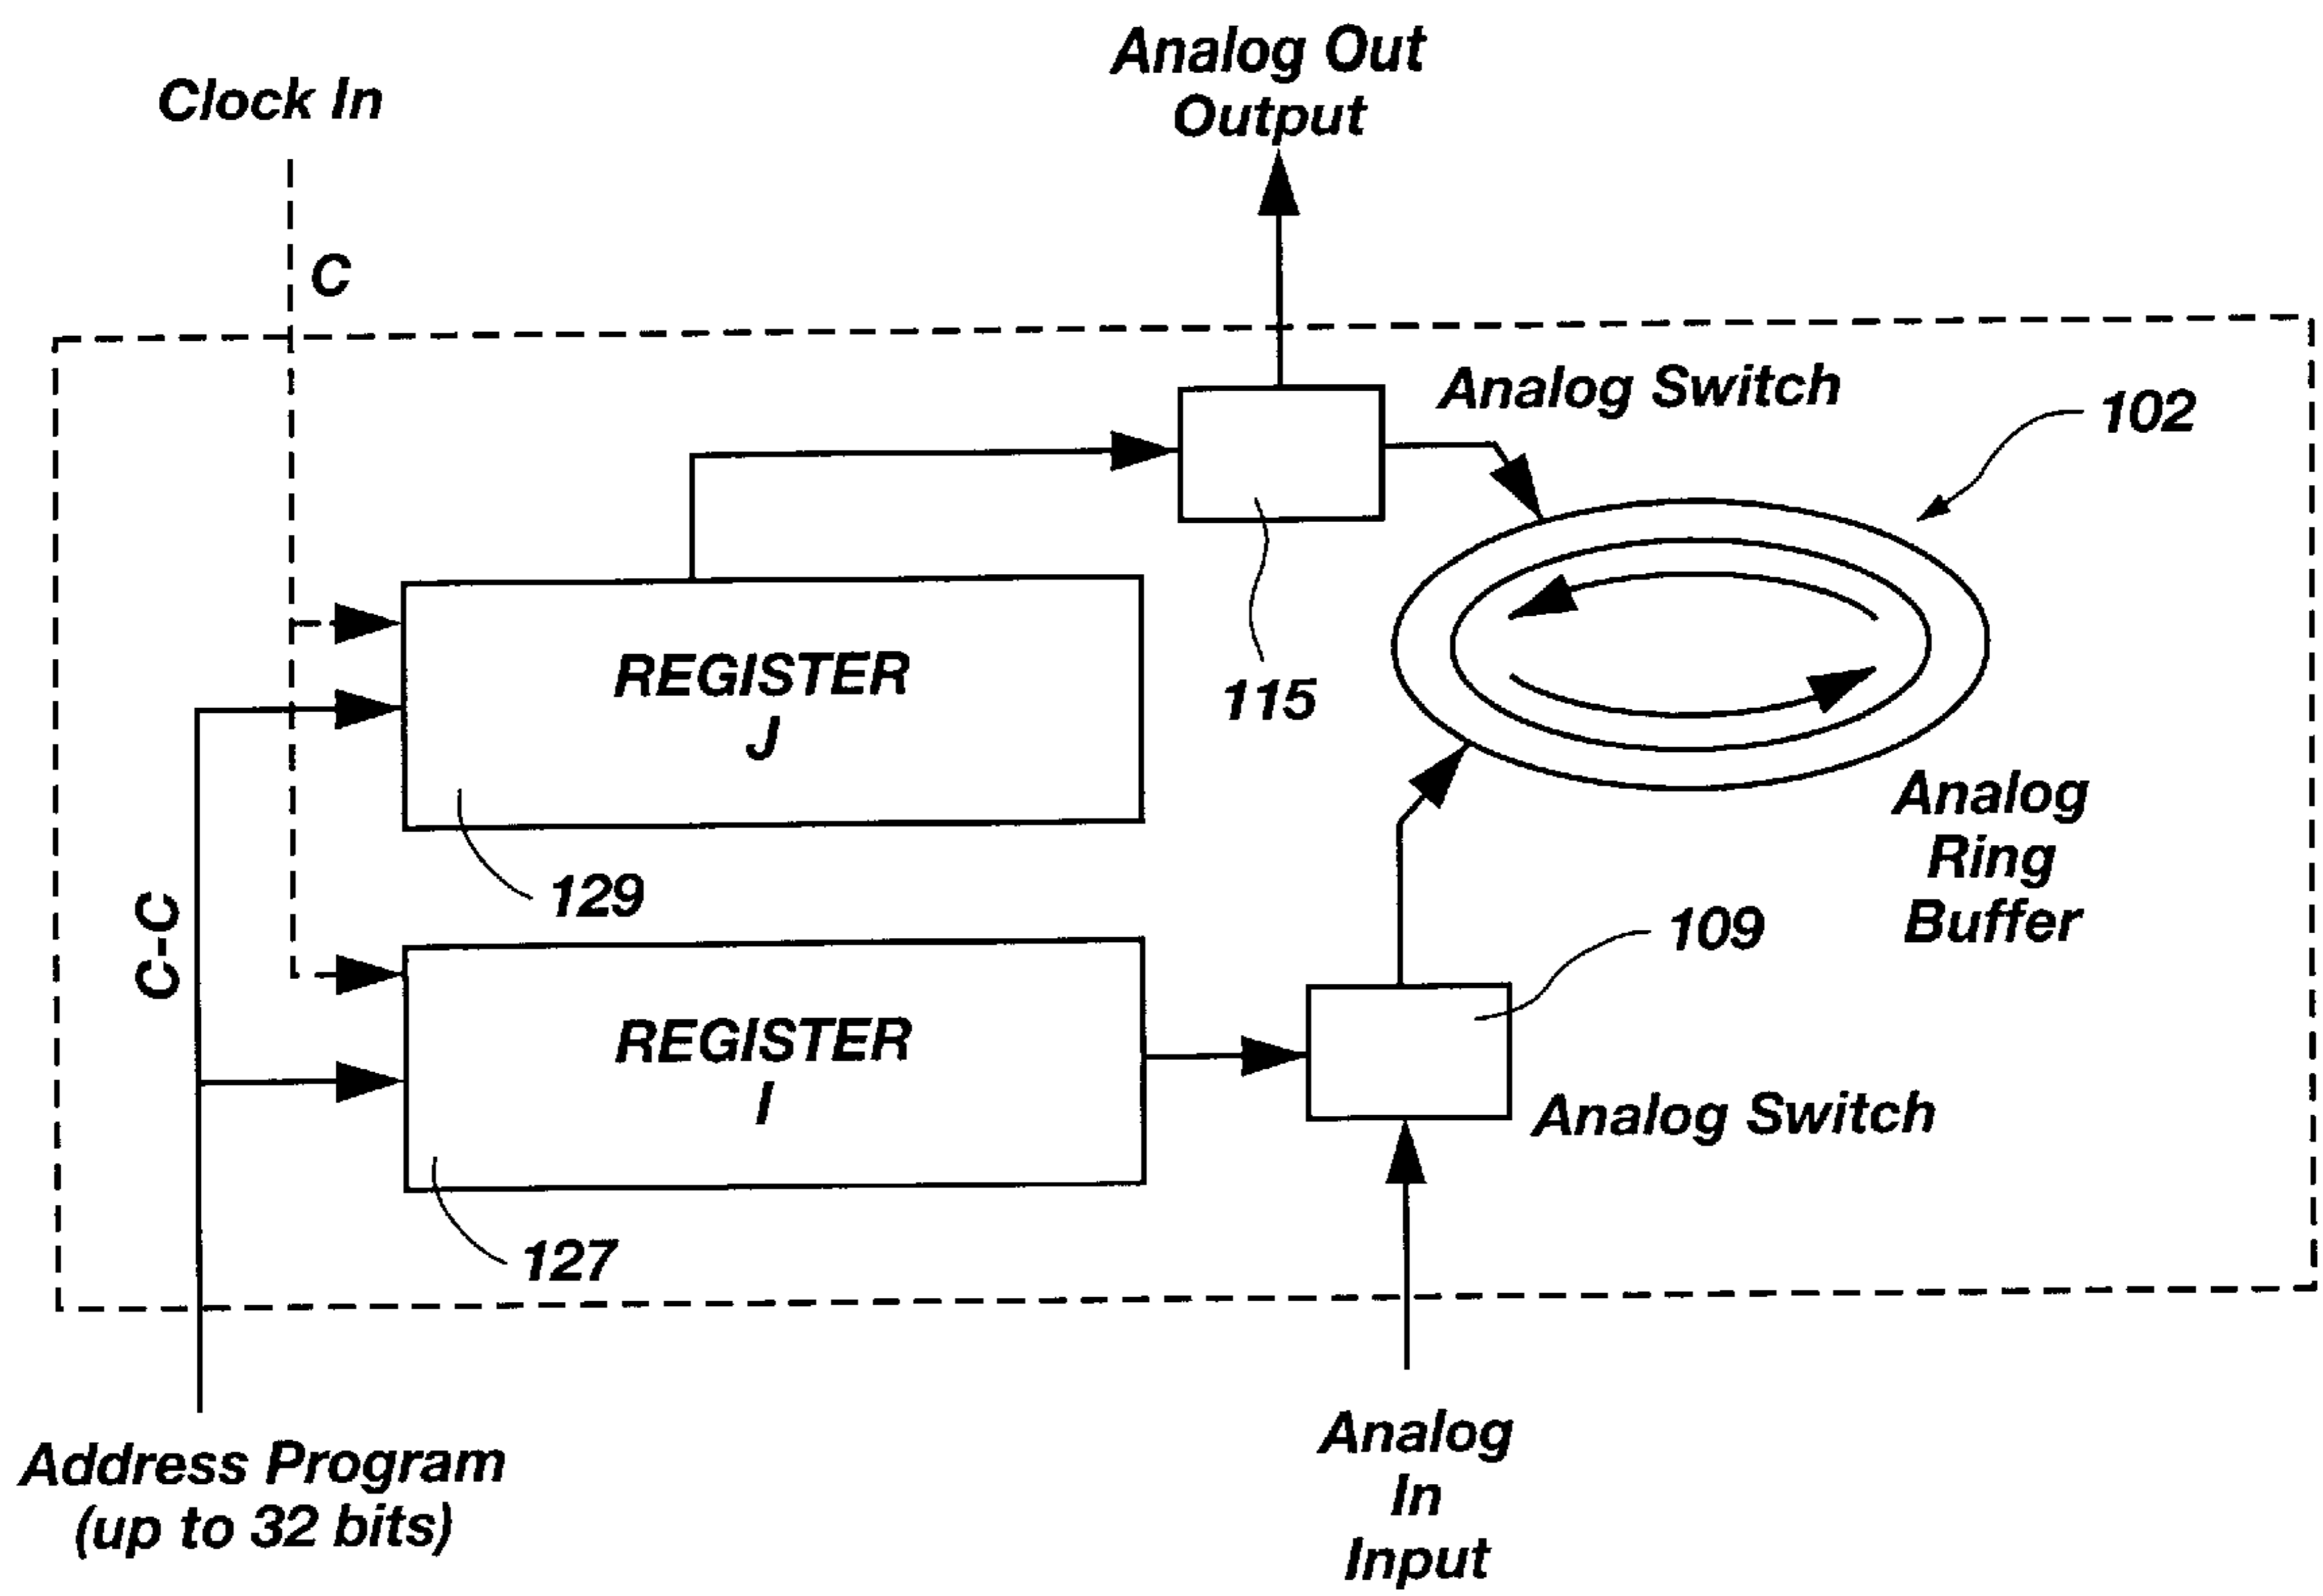 Analog Out
Output
Clock In
C
Analog Switch
102
REGISTER
J
115
129
Analog
Ring
Buffer
C-C
109
REGISTER
I
Analog Switch
127
Address Program
(up to 32 bits)
Analog
In
Input